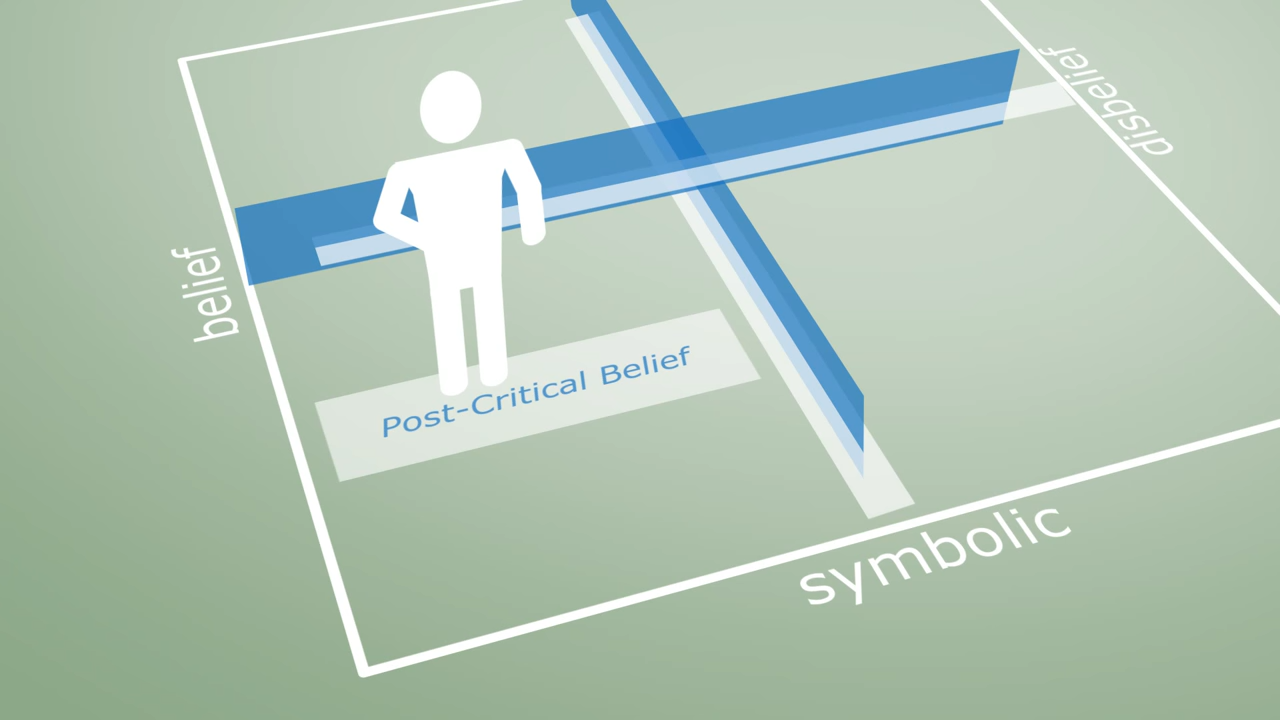 disbelief
belief
Post-Critical Belief
symbolic